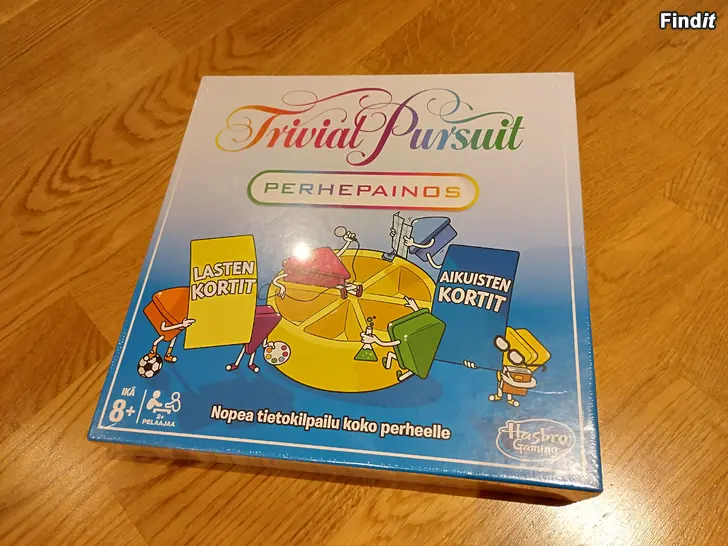 Findit
Trivial Pursuit
PERHEPAINOS
LASTEN
KORTIT
AIKUISTEN
KORTIT
IKÄ
8+
2+
PELAAJAA
Nopea tietokilpailu koko perheelle
Hasbro
Gaming